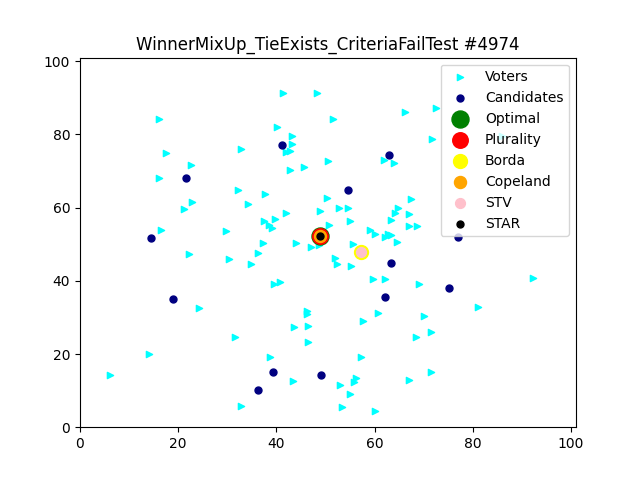 WinnerMixUp_TieExists_CriteriaFailTest #4974
100
80
60
40
20
0
0 20 40 60 80 100
Voters
Candidates
Optimal
Plurality
Borda
Copeland
STV
STAR